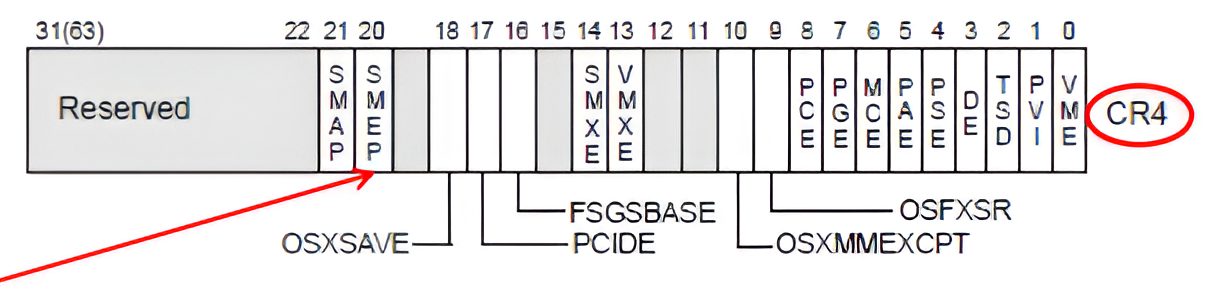 31(63) 22 21 20 18 17 16 15 14 13 12 11 10 9 8 7 6 5 4 3 2 1 0
Reserved SMAP SMEP SMXE VMXE PCE PGE MCE PAE PSE DE TSD PVI VME CR4
FSGSBASE OSFXSR
OSXSAVE PCIDE OSXMMEXCPT